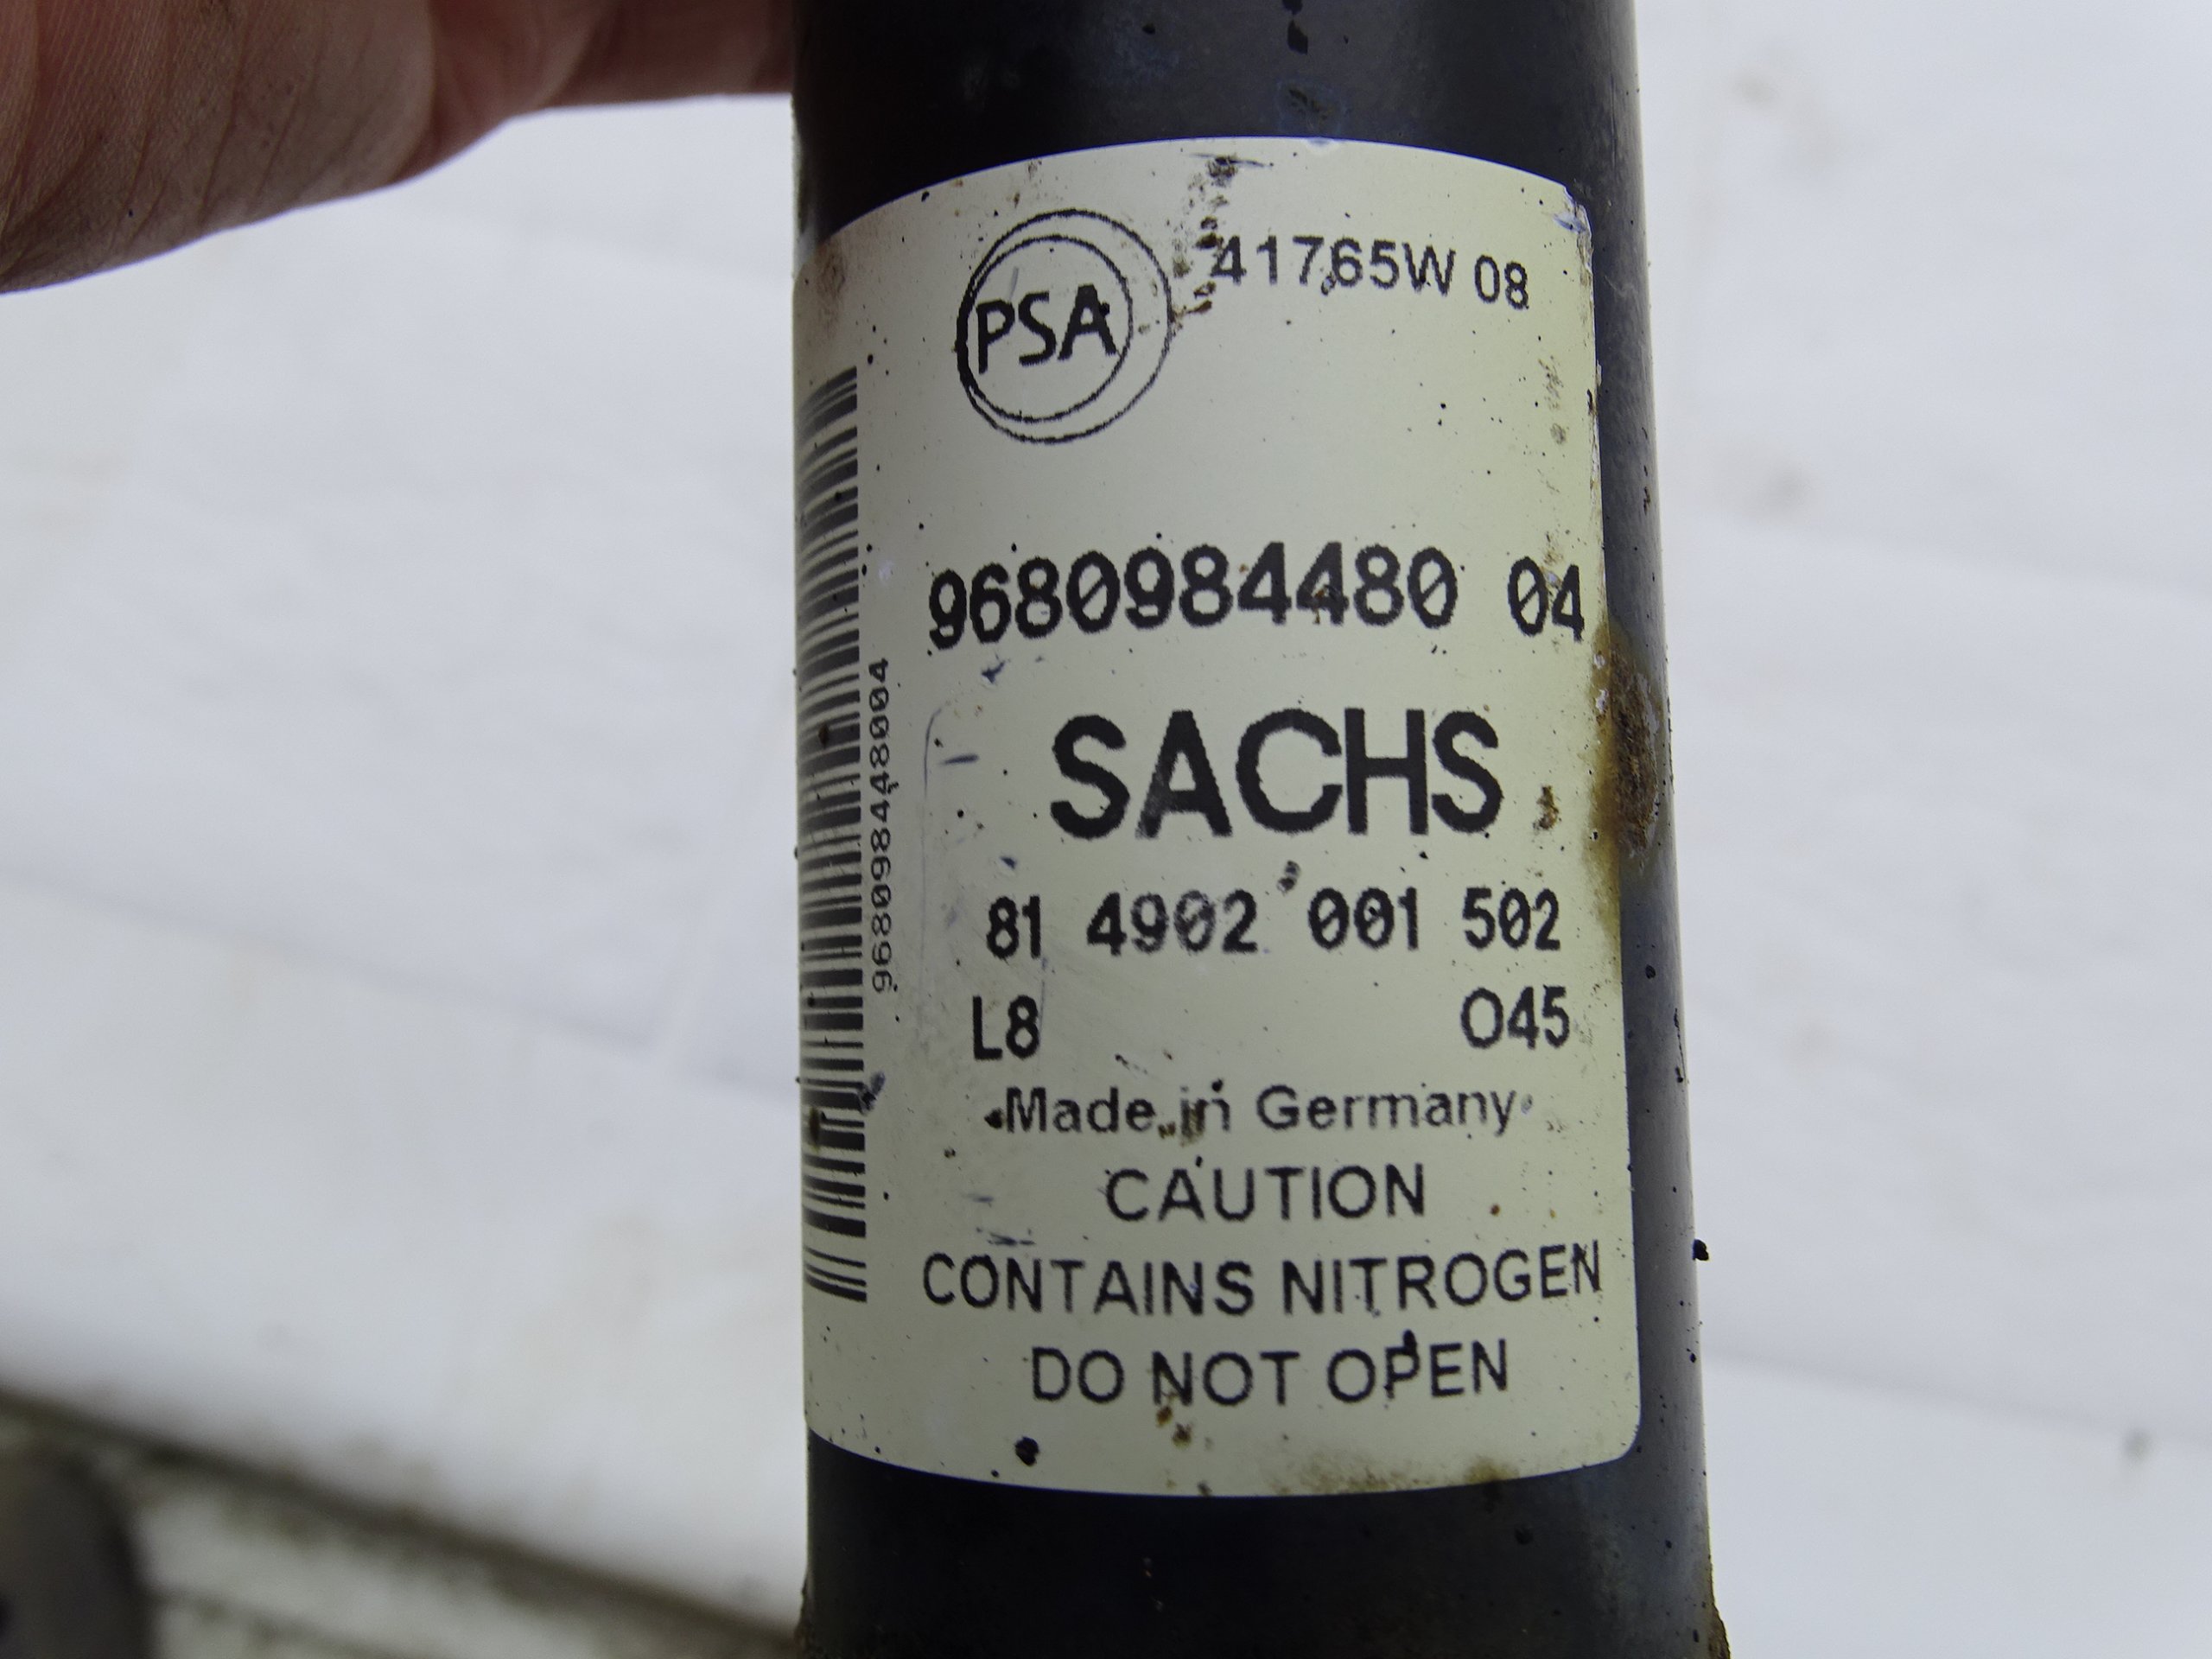 PSA
41765W 08
9680984480 04
968098448004
SACHS
81 4902 001 502
L8 045
Made in Germany
CAUTION
CONTAINS NITROGEN
DO NOT OPEN